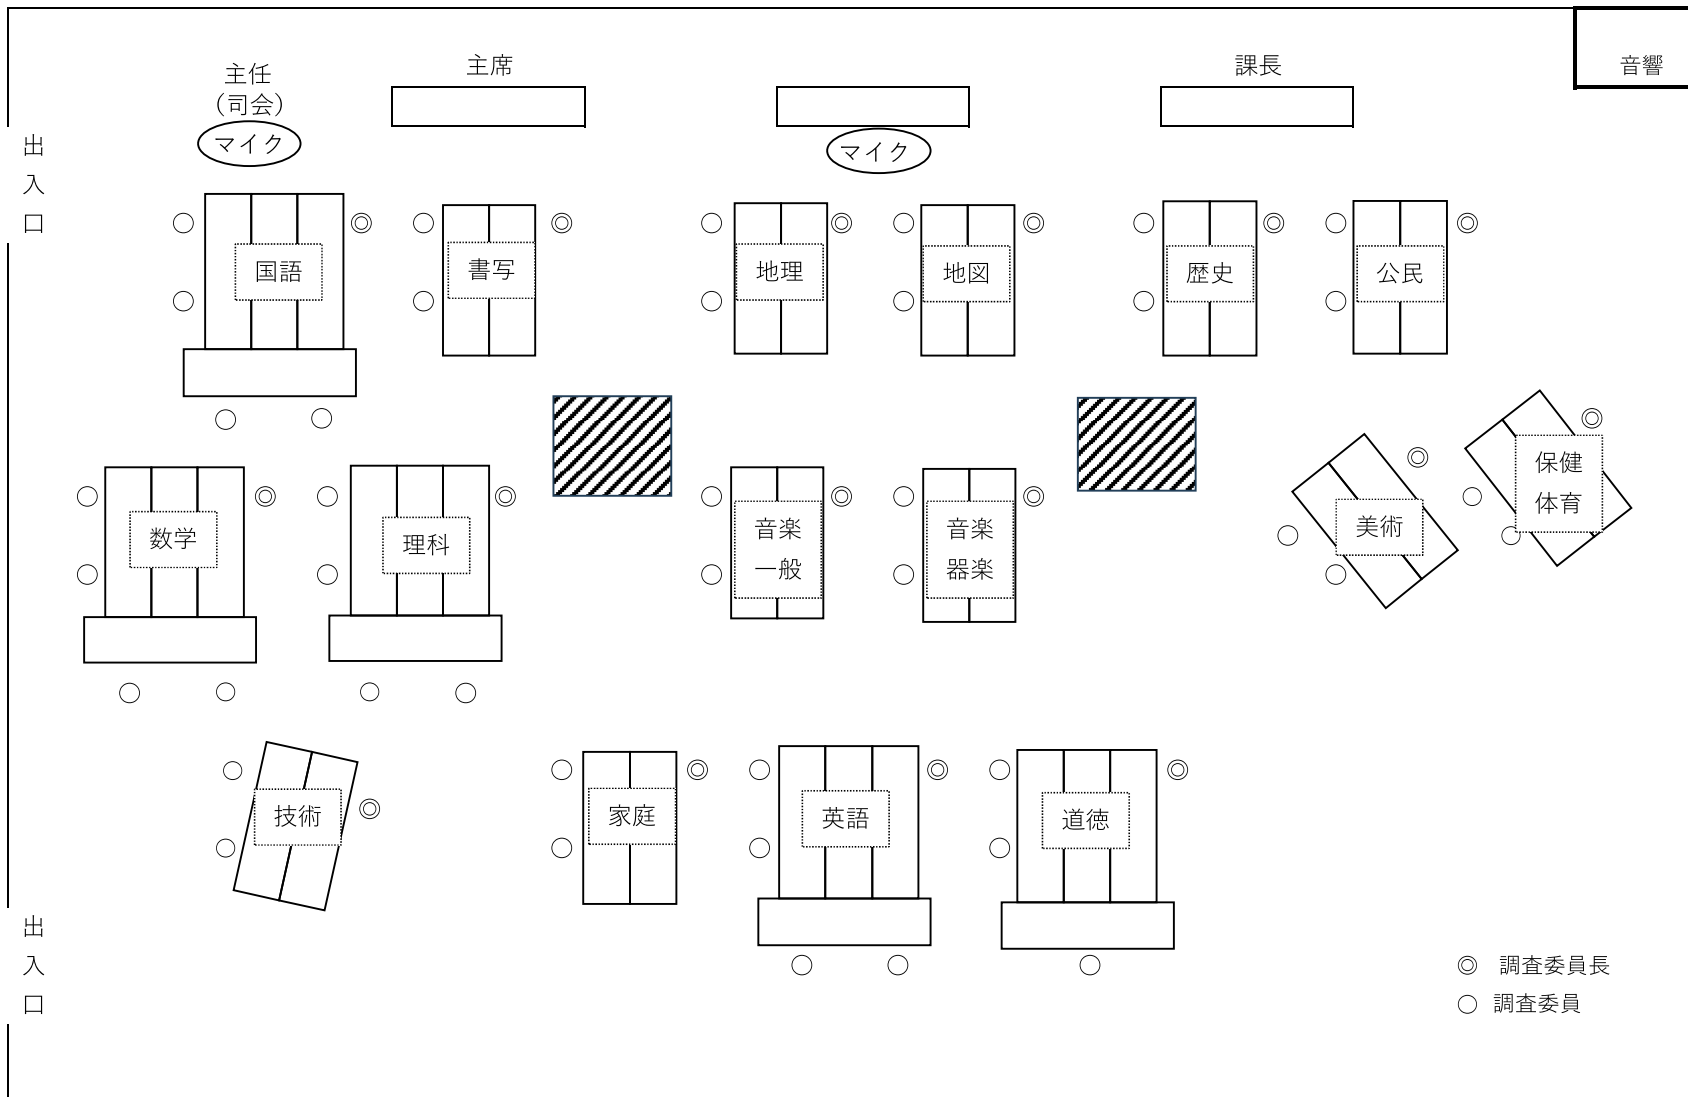 主任
(司会)
主席
課長
音響
マイク
マイク
出
入
口
国語
書写
地理
地図
歴史
公民
数学
理科
音楽
一般
音楽
器楽
美術
保健
体育
技術
家庭
英語
道徳
出
入
口
◎ 調査委員長
○ 調査委員